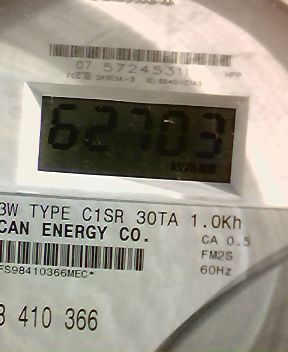 07 57245311 HPP
62703
3W TYPE C1SR 30TA 1.0Kh
CAN ENERGY CO.
CA 0.5
FM2S
60Hz
FS98410366MEC*
8 410 366